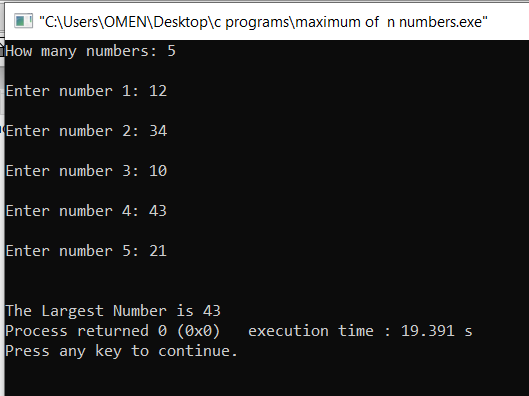 "C:\Users\OMEN\Desktop\c programs\maximum of  n numbers.exe"
How many numbers: 5
Enter number 1: 12
Enter number 2: 34
Enter number 3: 10
Enter number 4: 43
Enter number 5: 21
The Largest Number is 43
Process returned 0 (0x0)   execution time : 19.391 s
Press any key to continue.